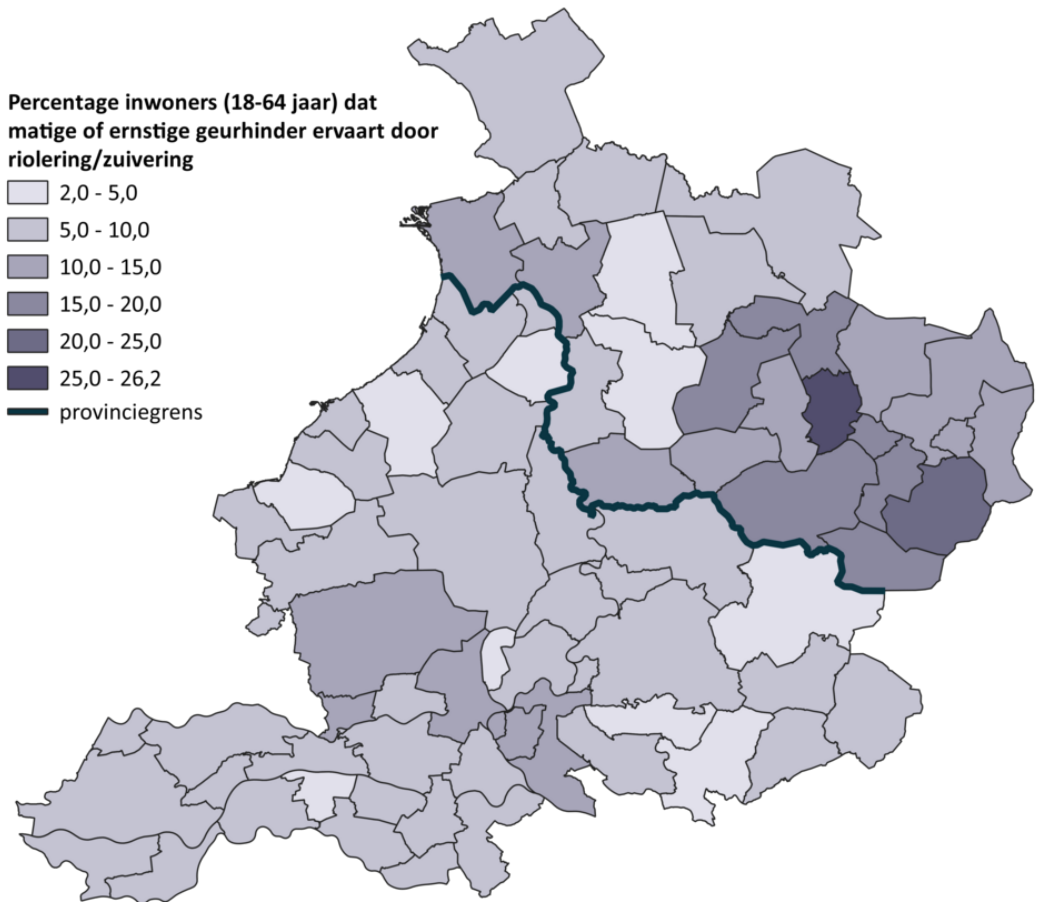 Percentage inwoners (18-64 jaar) dat
matige of ernstige geurhinder ervaart door
riolering/zuivering
2,0 - 5,0
5,0 - 10,0
10,0 - 15,0
15,0 - 20,0
20,0 - 25,0
25,0 - 26,2
provinciegrens